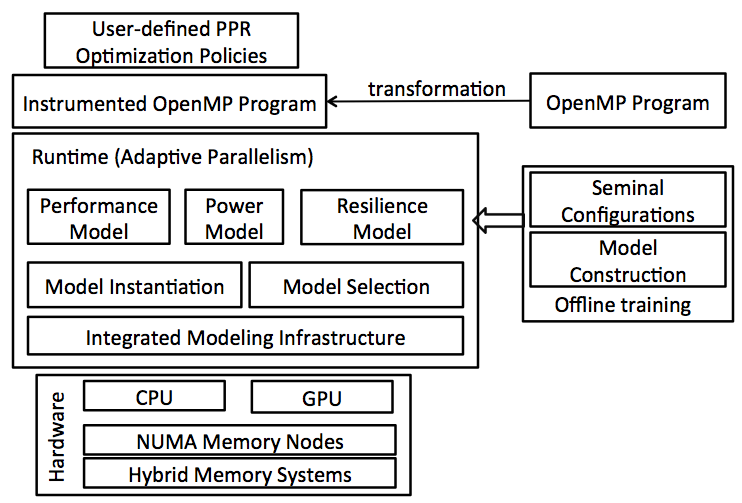 User-defined PPR
Optimization Policies
Instrumented OpenMP Program
transformation
OpenMP Program
Runtime (Adaptive Parallelism)
Performance
Model
Power
Model
Resilience
Model
Model Instantiation
Model Selection
Integrated Modeling Infrastructure
Seminal
Configurations
Model
Construction
Offline training
Hardware
CPU
GPU
NUMA Memory Nodes
Hybrid Memory Systems